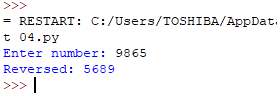 >>>
= RESTART: C:/Users/TOSHIBA/AppData
t 04.py
Enter number: 9865
Reversed: 5689
>>>